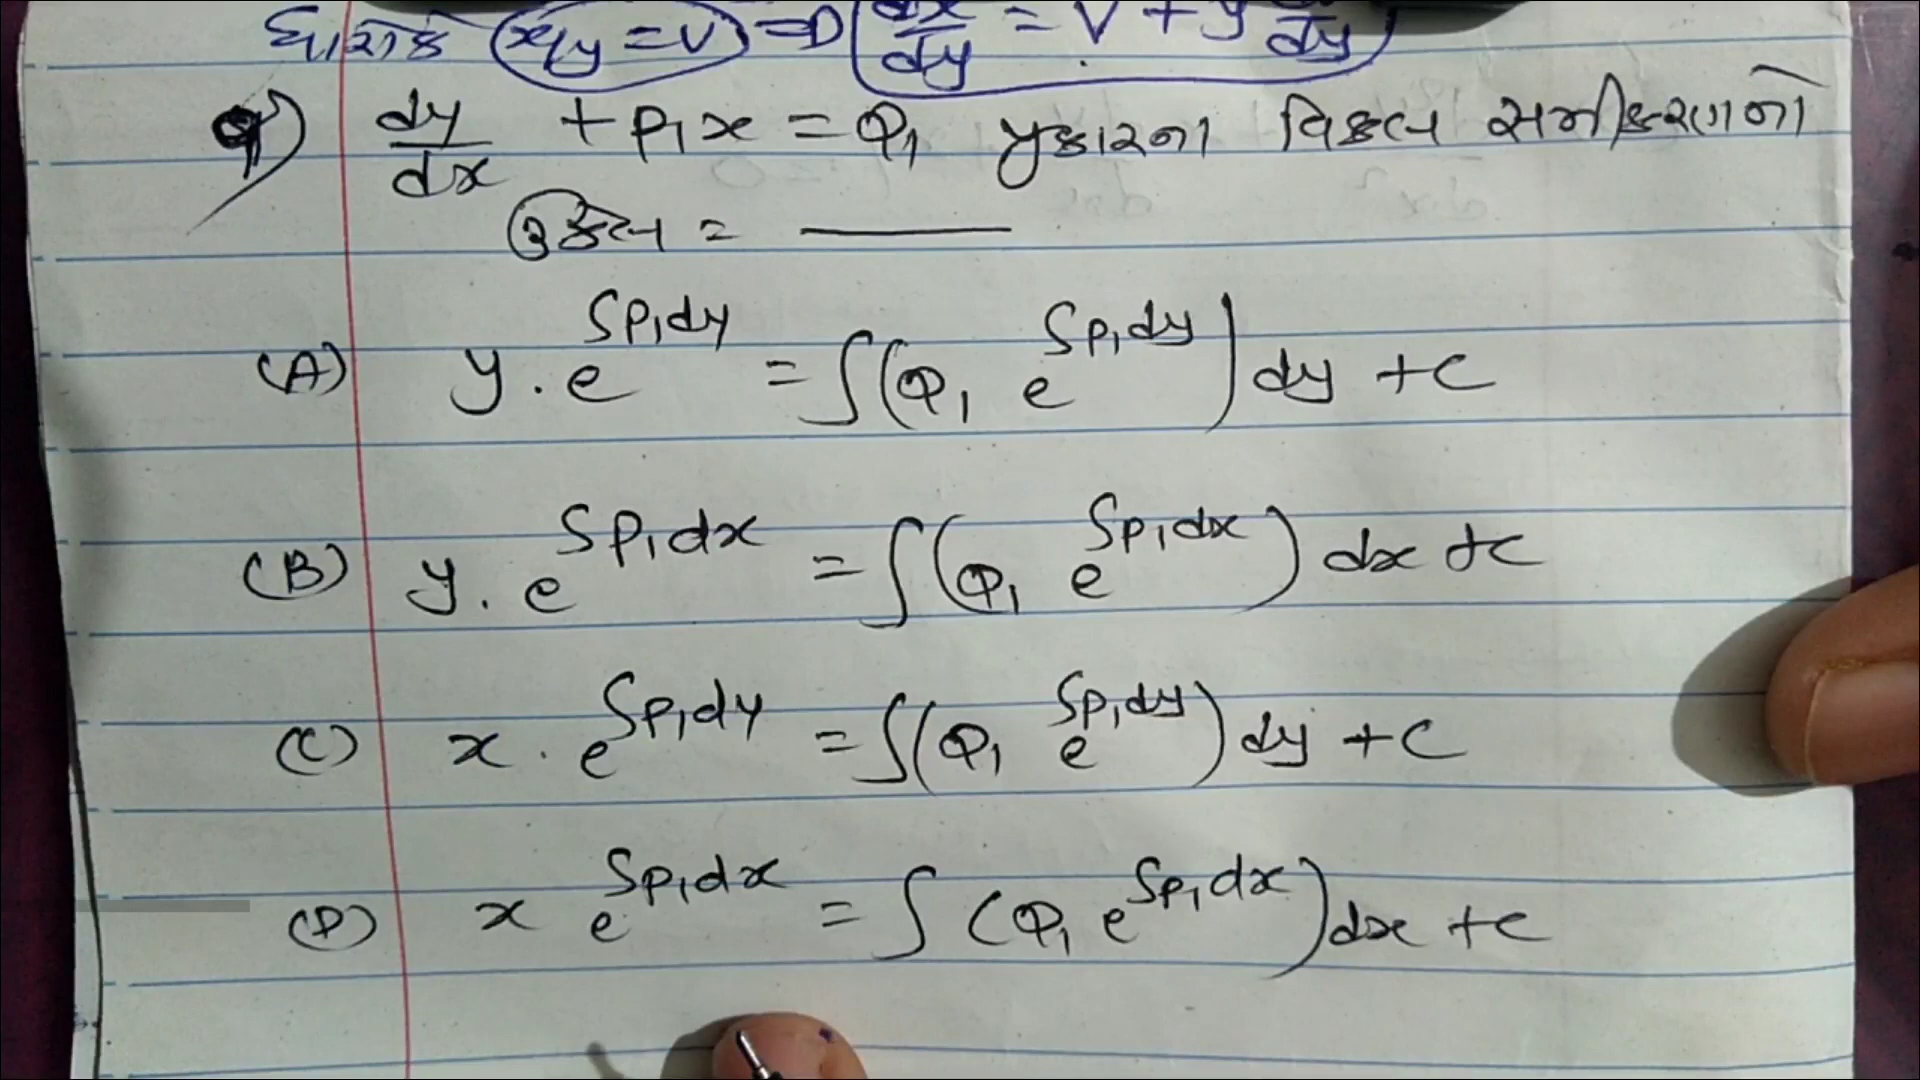 ધારો કે x/y = v => dx/dy = v + y dv/dy
9) dy/dx + P₁x = Q₁ પ્રકારના વિકલ સમીકરણનો
ઉકેલ = ———
(A) y. e^∫P₁dy = ∫(Q₁ e^∫P₁dy) dy + c
(B) y. e^∫P₁dx = ∫(Q₁ e^∫P₁dx) dx + c
(C) x. e^∫P₁dy = ∫(Q₁ e^∫P₁dy) dy + c
(D) x e^∫P₁dx = ∫(Q₁ e^∫P₁dx) dx + c